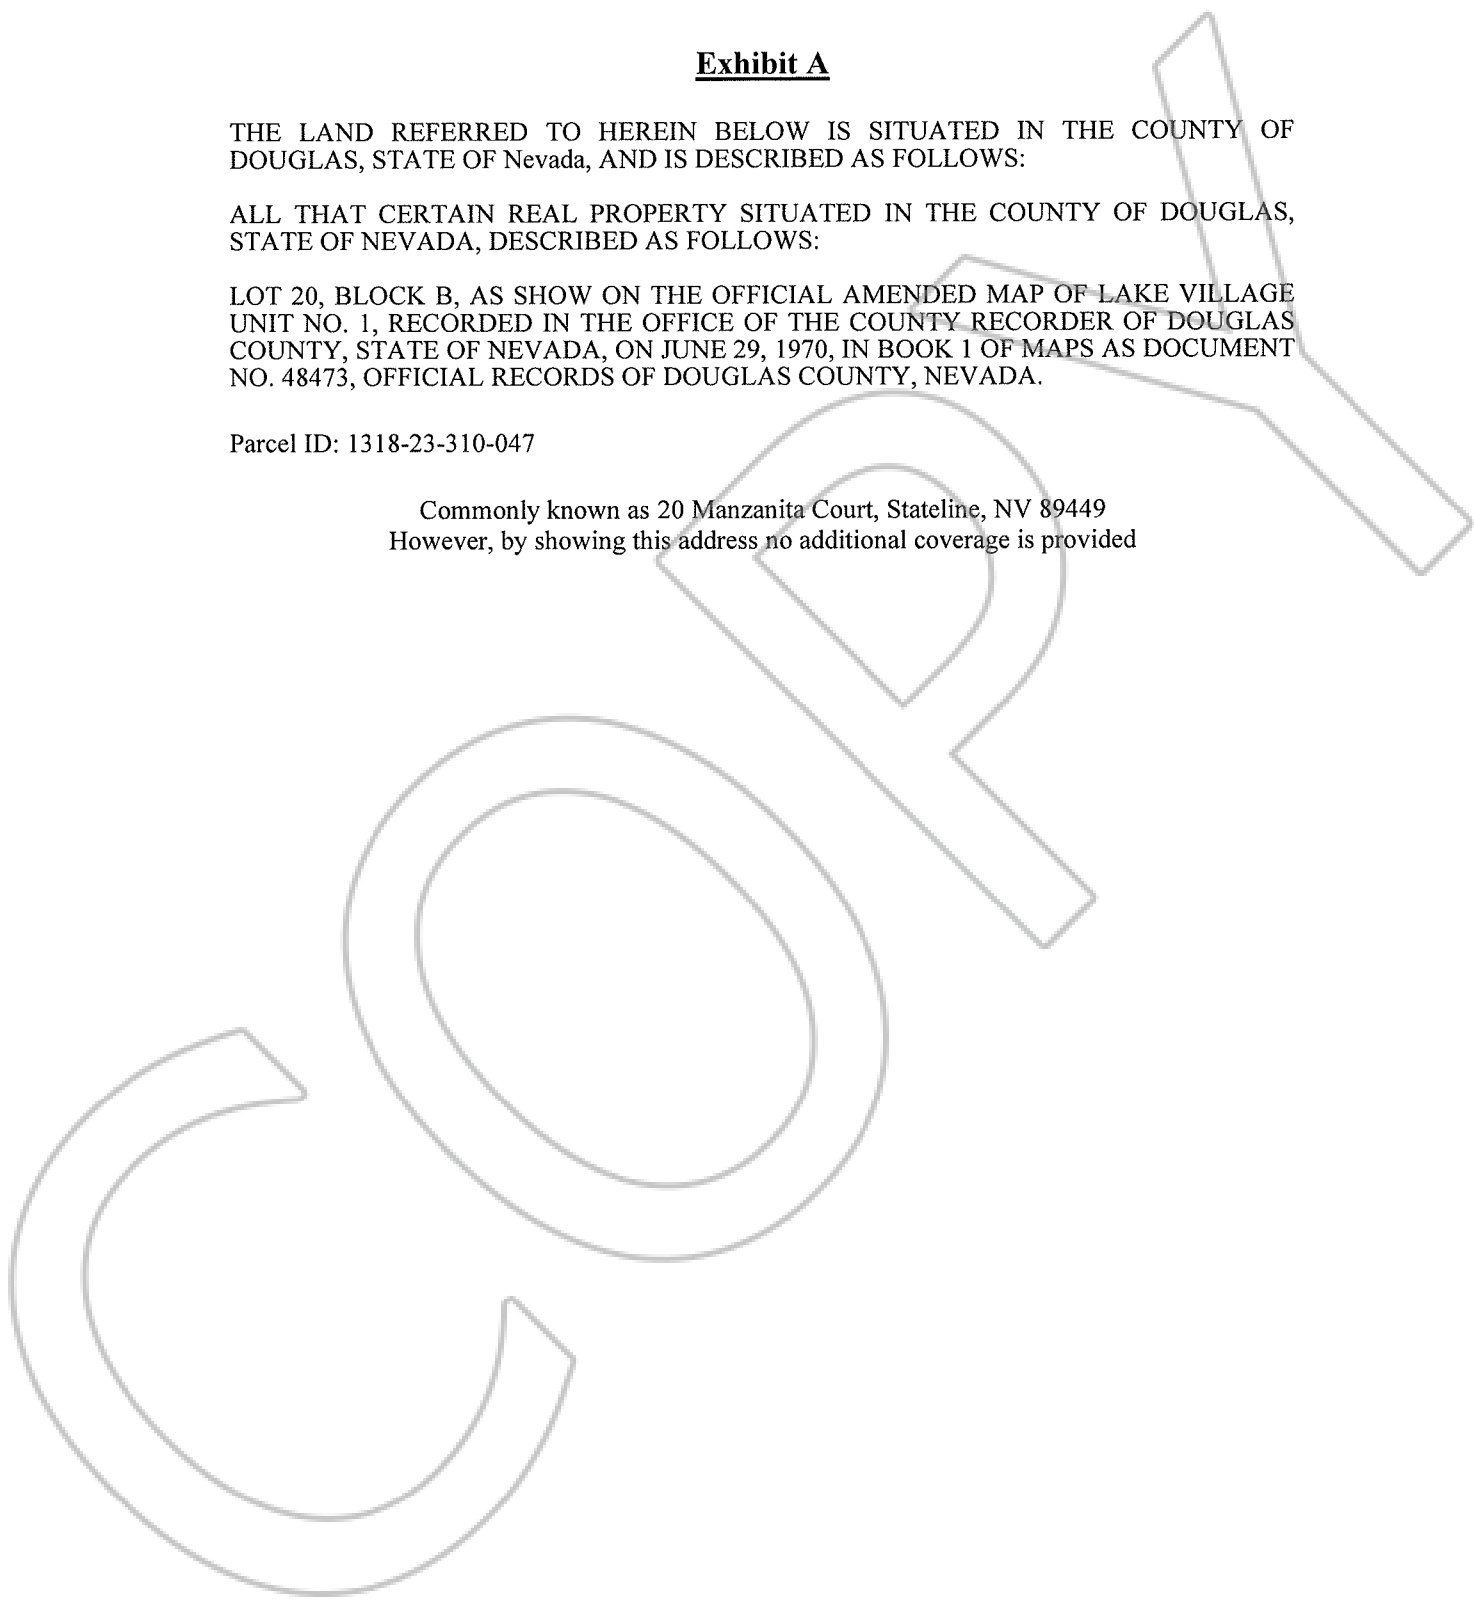 Exhibit A
THE LAND REFERRED TO HEREIN BELOW IS SITUATED IN THE COUNTY OF
DOUGLAS, STATE OF Nevada, AND IS DESCRIBED AS FOLLOWS:
ALL THAT CERTAIN REAL PROPERTY SITUATED IN THE COUNTY OF DOUGLAS,
STATE OF NEVADA, DESCRIBED AS FOLLOWS:
LOT 20, BLOCK B, AS SHOW ON THE OFFICIAL AMENDED MAP OF LAKE VILLAGE
UNIT NO. 1, RECORDED IN THE OFFICE OF THE COUNTY RECORDER OF DOUGLAS
COUNTY, STATE OF NEVADA, ON JUNE 29, 1970, IN BOOK 1 OF MAPS AS DOCUMENT
NO. 48473, OFFICIAL RECORDS OF DOUGLAS COUNTY, NEVADA.
Parcel ID: 1318-23-310-047
Commonly known as 20 Manzanita Court, Stateline, NV 89449
However, by showing this address no additional coverage is provided
COPY